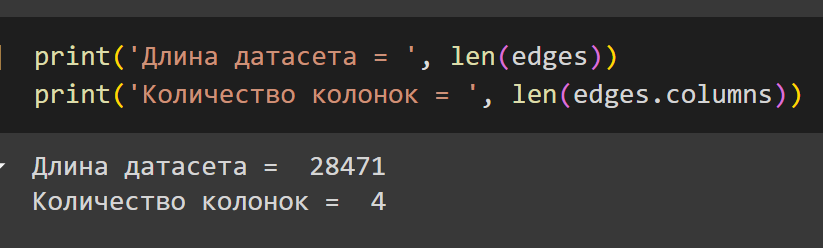 print('Длина датасета = ', len(edges))
print('Количество колонок = ', len(edges.columns))
Длина датасета =  28471
Количество колонок =  4